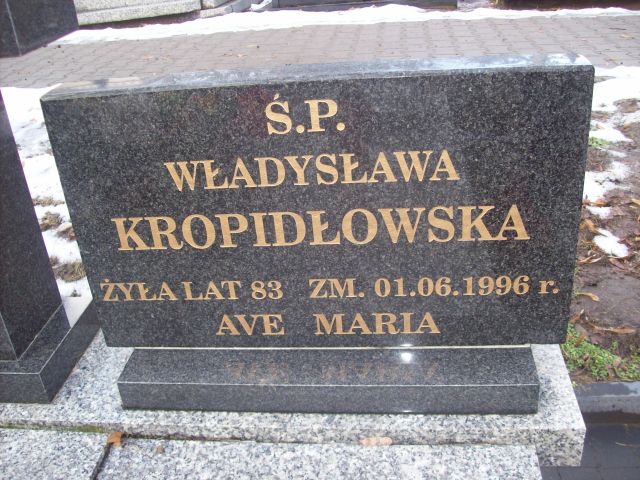 Ś.P.
WŁADYSŁAWA
KROPIDŁOWSKA
ŻYŁA LAT 83 ZM. 01.06.1996 r.
AVE MARIA